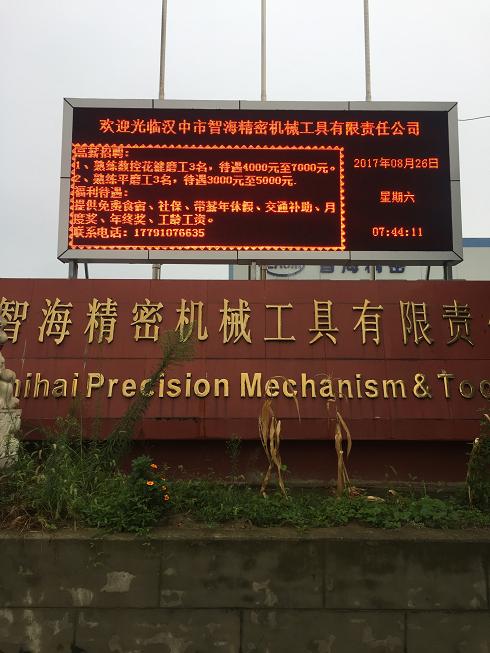 欢迎光临汉中市智海精密机械工具有限责任公司
高薪招聘:
1、熟练数控花键磨工3名，待遇4000元至7000元。
2、熟练平磨工3名，待遇3000元至5000元.
福利待遇:
提供免费食宿、社保、带薪年休假、交通补助、月
度奖、年终奖、工龄工资。
联系电话: 17791076635
2017年08月26日
星期六
07:44:11
智海精密
智海精密机械工具有限责
hihai Precision Mechanism & Too